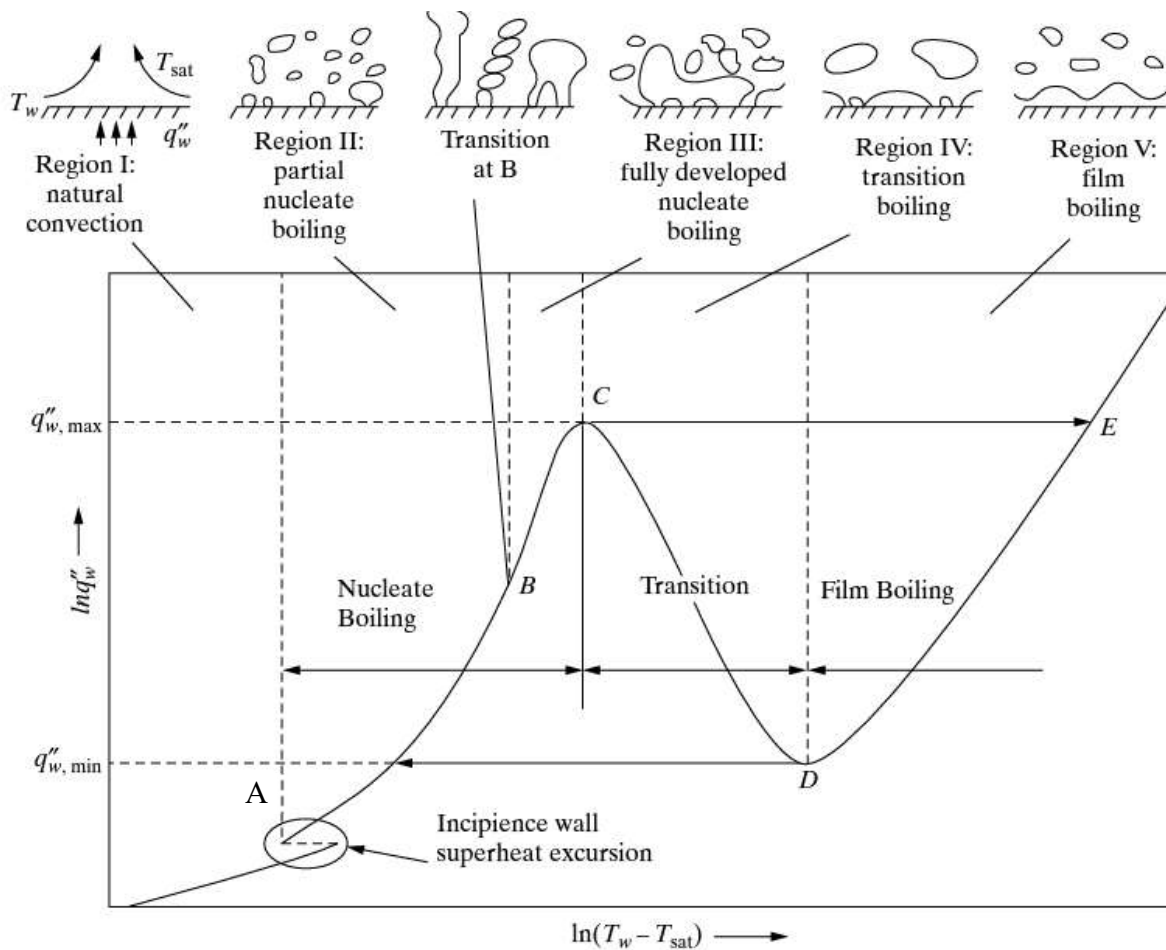 T_sat
T_w
q″_w
Region I:
natural
convection
Region II:
partial
nucleate
boiling
Transition
at B
Region III:
fully developed
nucleate
boiling
Region IV:
transition
boiling
Region V:
film
boiling
C
q″_w, max
E
lnq″_w
Nucleate
Boiling
B
Transition
Film Boiling
q″_w, min
D
A
Incipience wall
superheat excursion
ln(T_w – T_sat)